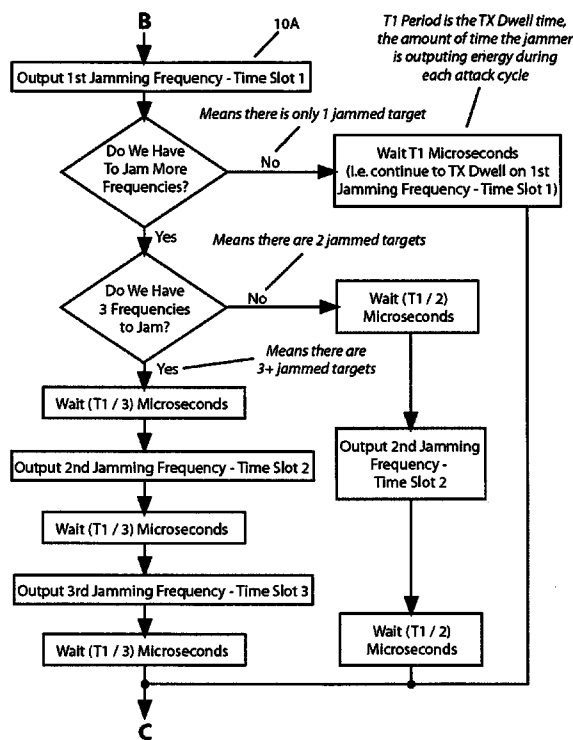 B
10A
T1 Period is the TX Dwell time,
the amount of time the jammer
is outputing energy during
each attack cycle
Output 1st Jamming Frequency - Time Slot 1
Means there is only 1 jammed target
Do We Have
To Jam More
Frequencies?
No
Wait T1 Microseconds
(i.e. continue to TX Dwell on 1st
Jamming Frequency - Time Slot 1)
Yes
Means there are 2 jammed targets
Do We Have
3 Frequencies
to Jam?
No
Wait (T1 / 2)
Microseconds
Yes
Means there are
3+ jammed targets
Wait (T1 / 3) Microseconds
Output 2nd Jamming Frequency - Time Slot 2
Output 2nd Jamming
Frequency -
Time Slot 2
Wait (T1 / 3) Microseconds
Output 3rd Jamming Frequency - Time Slot 3
Wait (T1 / 3) Microseconds
Wait (T1 / 2)
Microseconds
C